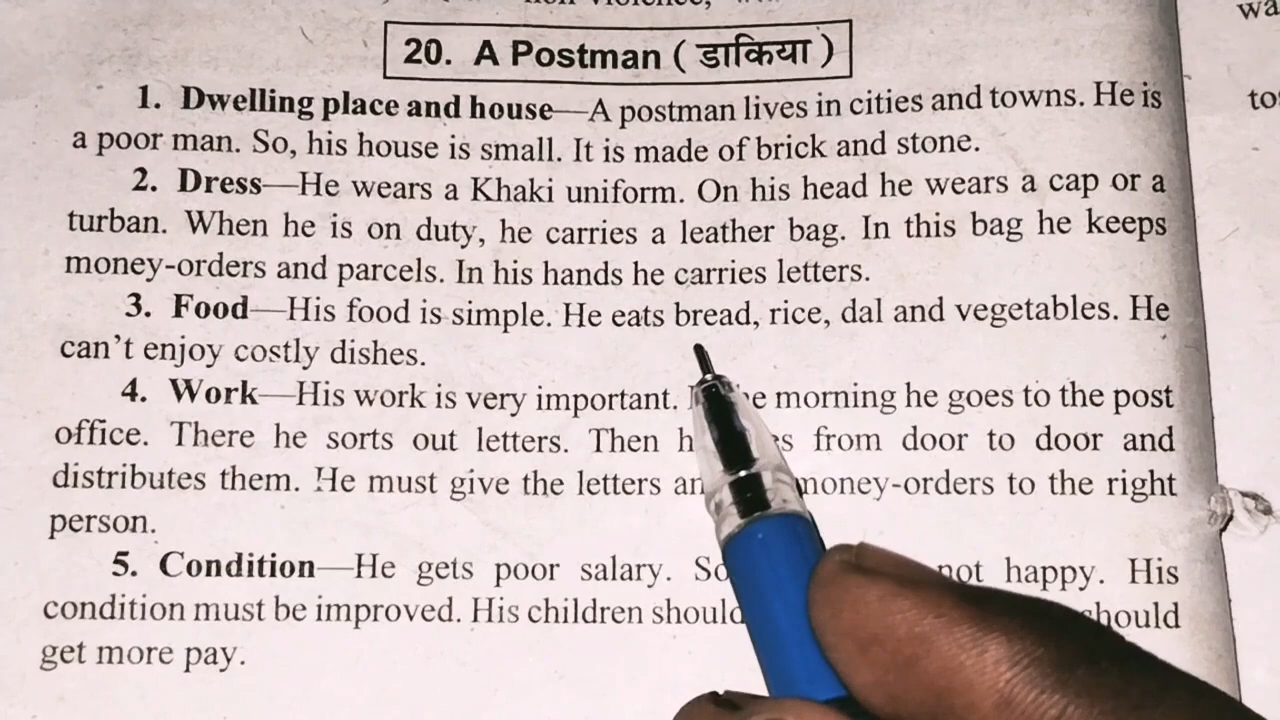 20. A Postman ( डाकिया )
1. Dwelling place and house—A postman lives in cities and towns. He is
a poor man. So, his house is small. It is made of brick and stone.
2. Dress—He wears a Khaki uniform. On his head he wears a cap or a
turban. When he is on duty, he carries a leather bag. In this bag he keeps
money-orders and parcels. In his hands he carries letters.
3. Food—His food is simple. He eats bread, rice, dal and vegetables. He
can't enjoy costly dishes.
4. Work—His work is very important. morning he goes to the post
office. There he sorts out letters. Then from door to door and
distributes them. He must give the letters money-orders to the right
person.
5. Condition—He gets poor salary. So not happy. His
condition must be improved. His children should should
get more pay.